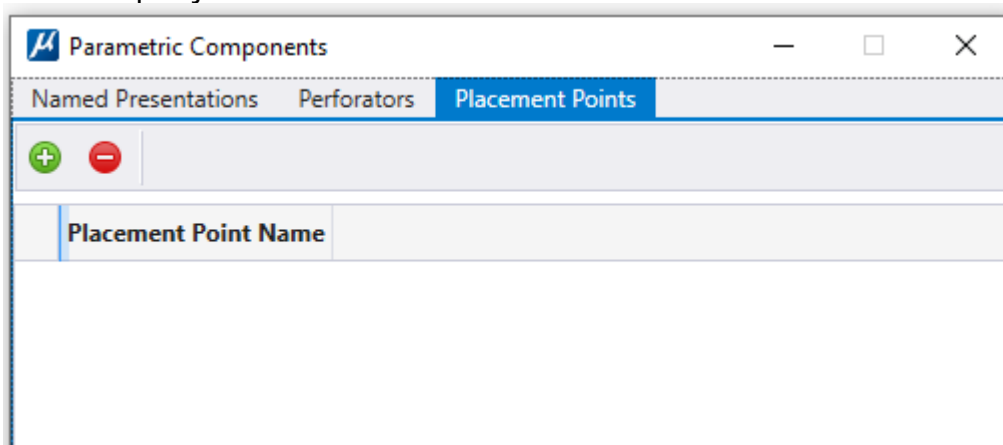 Parametric Components
Named Presentations Perforators Placement Points
Placement Point Name